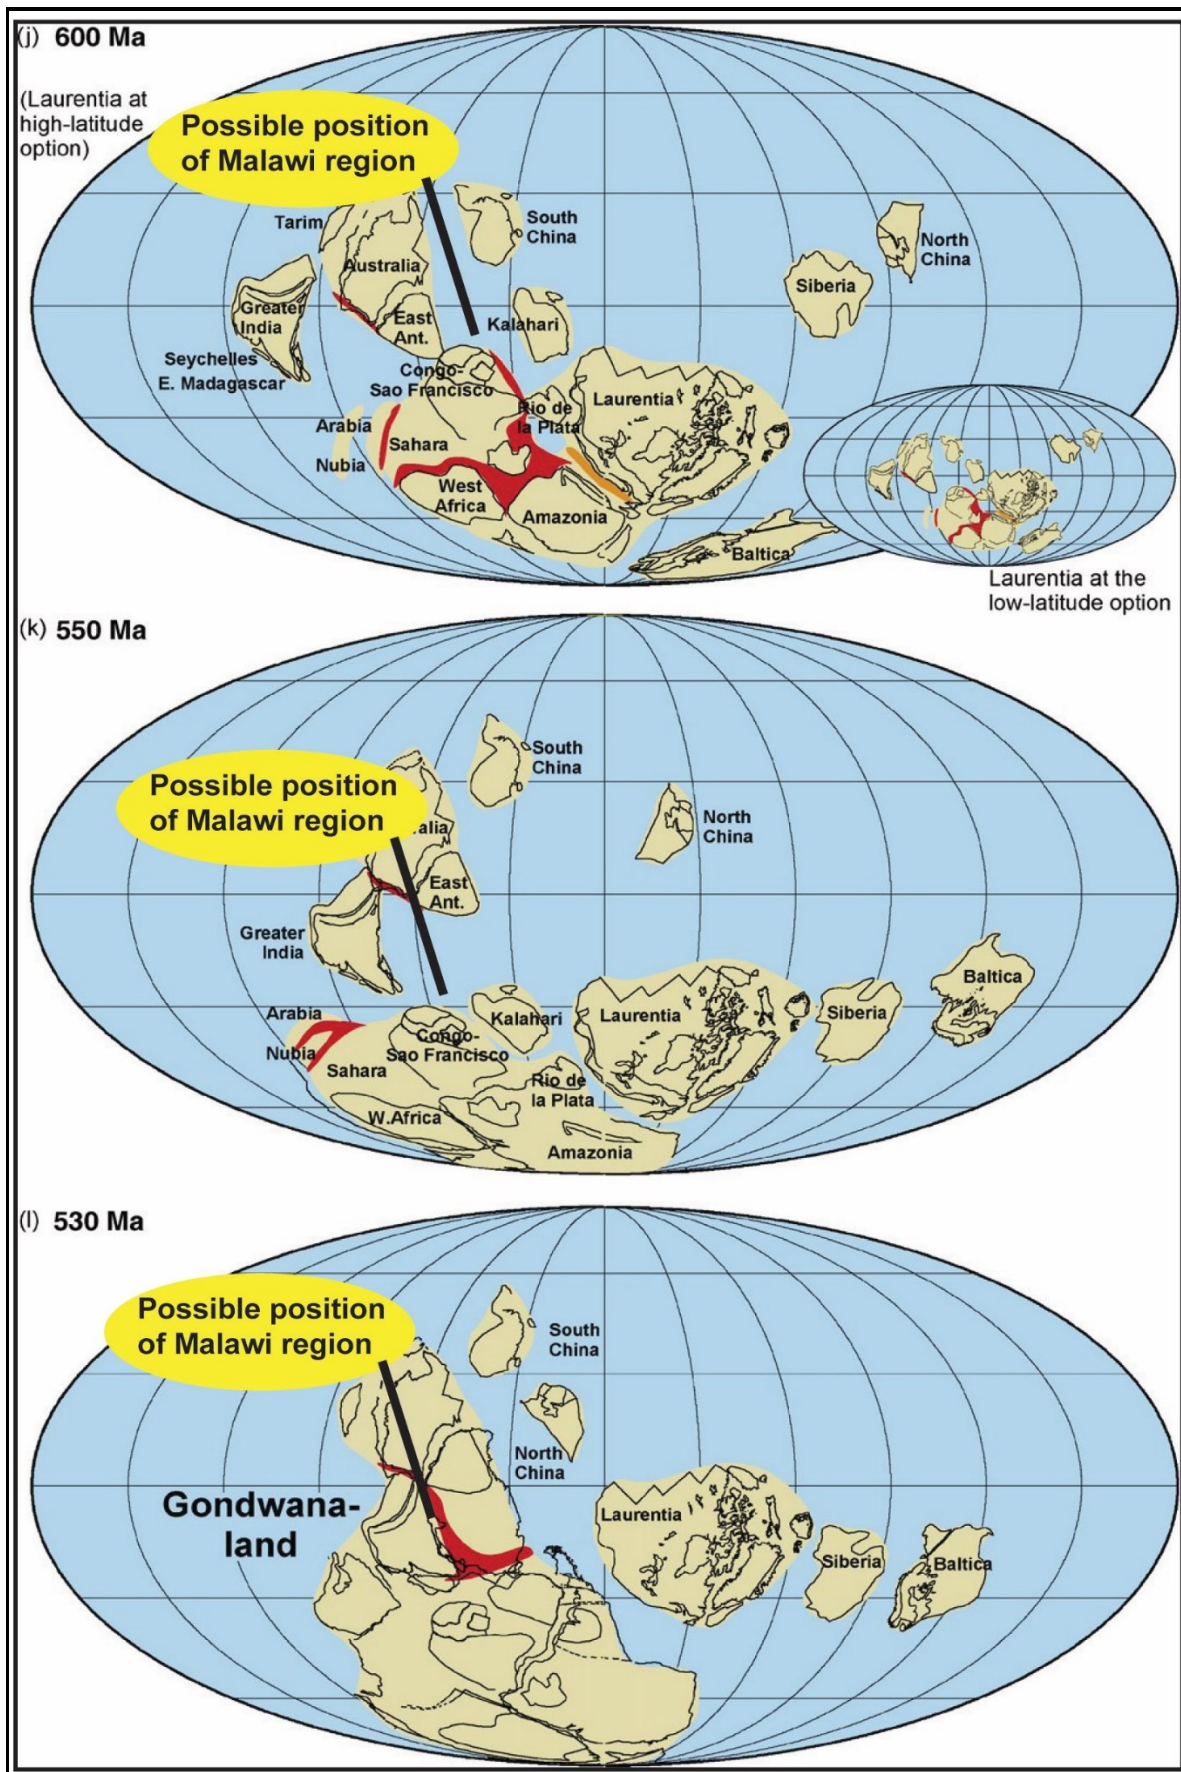 (j) 600 Ma
(Laurentia at
high-latitude
option)
Possible position
of Malawi region
Tarim
South
China
North
China
Australia
Siberia
Greater
India
East
Ant.
Kalahari
Seychelles
E. Madagascar
Congo-
Sao Francisco
Laurentia
Rio de
la Plata
Arabia
Sahara
Nubia
West
Africa
Amazonia
Baltica
Laurentia at the
low-latitude option
(k) 550 Ma
South
China
Possible position
of Malawi region
North
China
ralia
East
Ant.
Greater
India
Baltica
Arabia
Kalahari
Laurentia
Siberia
Nubia
Congo-
Sao Francisco
Sahara
Rio de
la Plata
W.Africa
Amazonia
(l) 530 Ma
Possible position
of Malawi region
South
China
North
China
Gondwana-
land
Laurentia
Siberia
Baltica